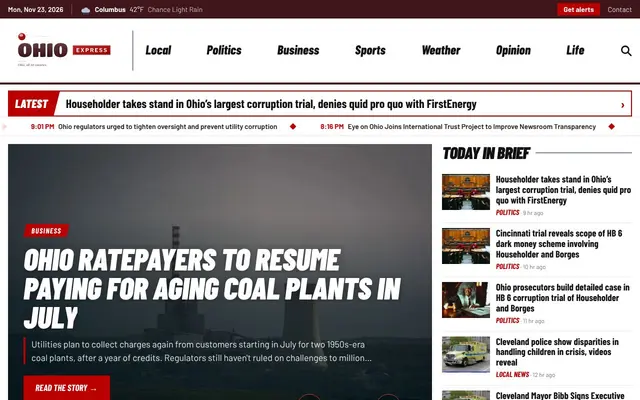 Mon, Nov 23, 2026
Columbus 42°F Chance Light Rain
Get alerts
Contact
OHIO EXPRESS
Local
Politics
Business
Sports
Weather
Opinion
Life
LATEST
Householder takes stand in Ohio's largest corruption trial, denies quid pro quo with FirstEnergy
9:01 PM Ohio regulators urged to tighten oversight and prevent utility corruption
8:16 PM Eye on Ohio Joins International Trust Project to Improve Newsroom Transparency
BUSINESS
OHIO RATEPAYERS TO RESUME
PAYING FOR AGING COAL PLANTS IN
JULY
Utilities plan to collect charges again from customers starting in July for two 1950s-era
coal plants, after a year of credits. Regulators still haven't ruled on challenges to million...
READ THE STORY →
TODAY IN BRIEF
Householder takes stand in Ohio's
largest corruption trial, denies quid
pro quo with FirstEnergy
POLITICS 9 hr ago
Cincinnati trial reveals scope of HB 6
dark money scheme involving
Householder and Borges
POLITICS 10 hr ago
Ohio prosecutors build detailed case in
HB 6 corruption trial of Householder
and Borges
POLITICS 11 hr ago
Cleveland police show disparities in
handling children in crisis, videos
reveal
LOCAL NEWS 12 hr ago
Cleveland Mayor Bibb Signs Executive